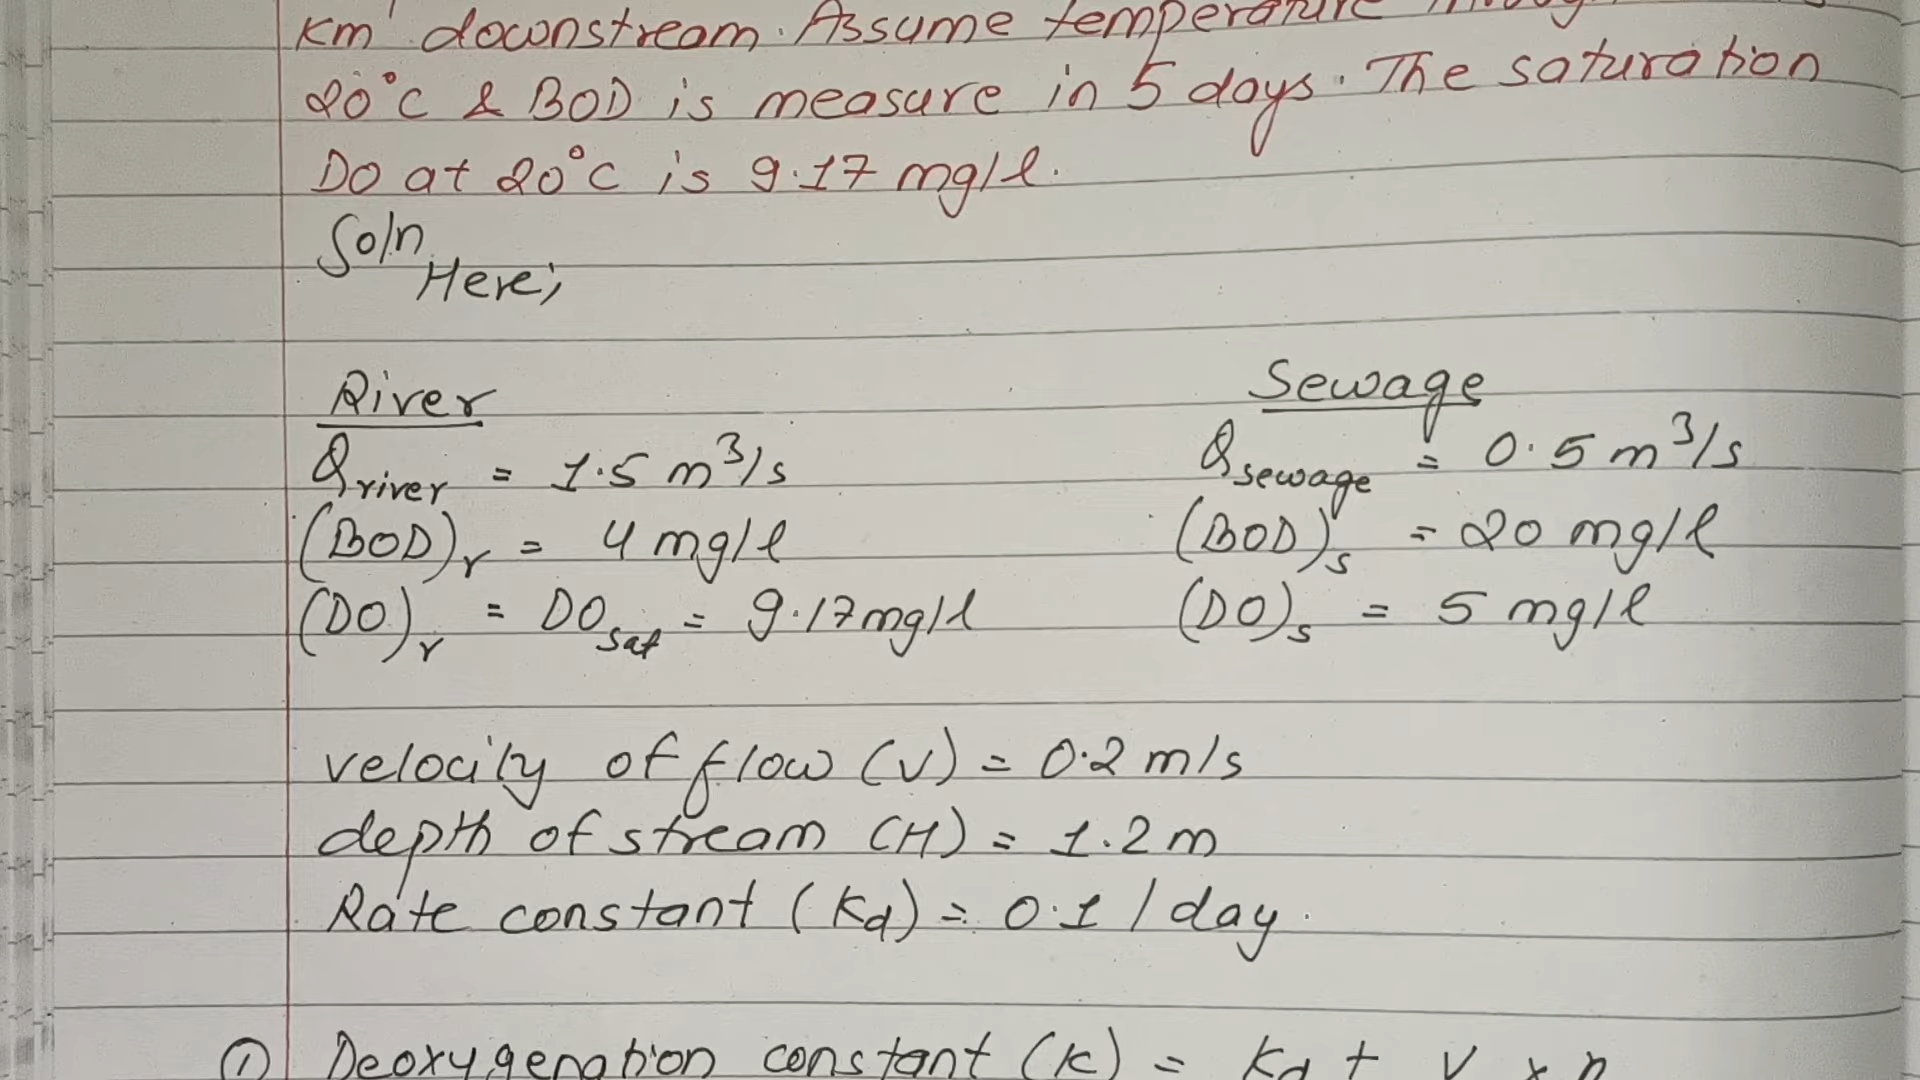 Km downstream. Assume temperature
20°C & BOD is measure in 5 days. The saturation
DO at 20°C is 9.17 mg/l.
Soln
Here;
River
Qriver = 1.5 m³/s
(BOD)r = 4 mg/l
(DO)r = DOsat = 9.17mg/l
Sewage
Qsewage = 0.5 m³/s
(BOD)s = 20 mg/l
(DO)s = 5 mg/l
velocity of flow (v) = 0.2 m/s
depth of stream (H) = 1.2 m
Rate constant (Kd) = 0.1 / day.
① Deoxygenation constant (K) = Kd + v × n